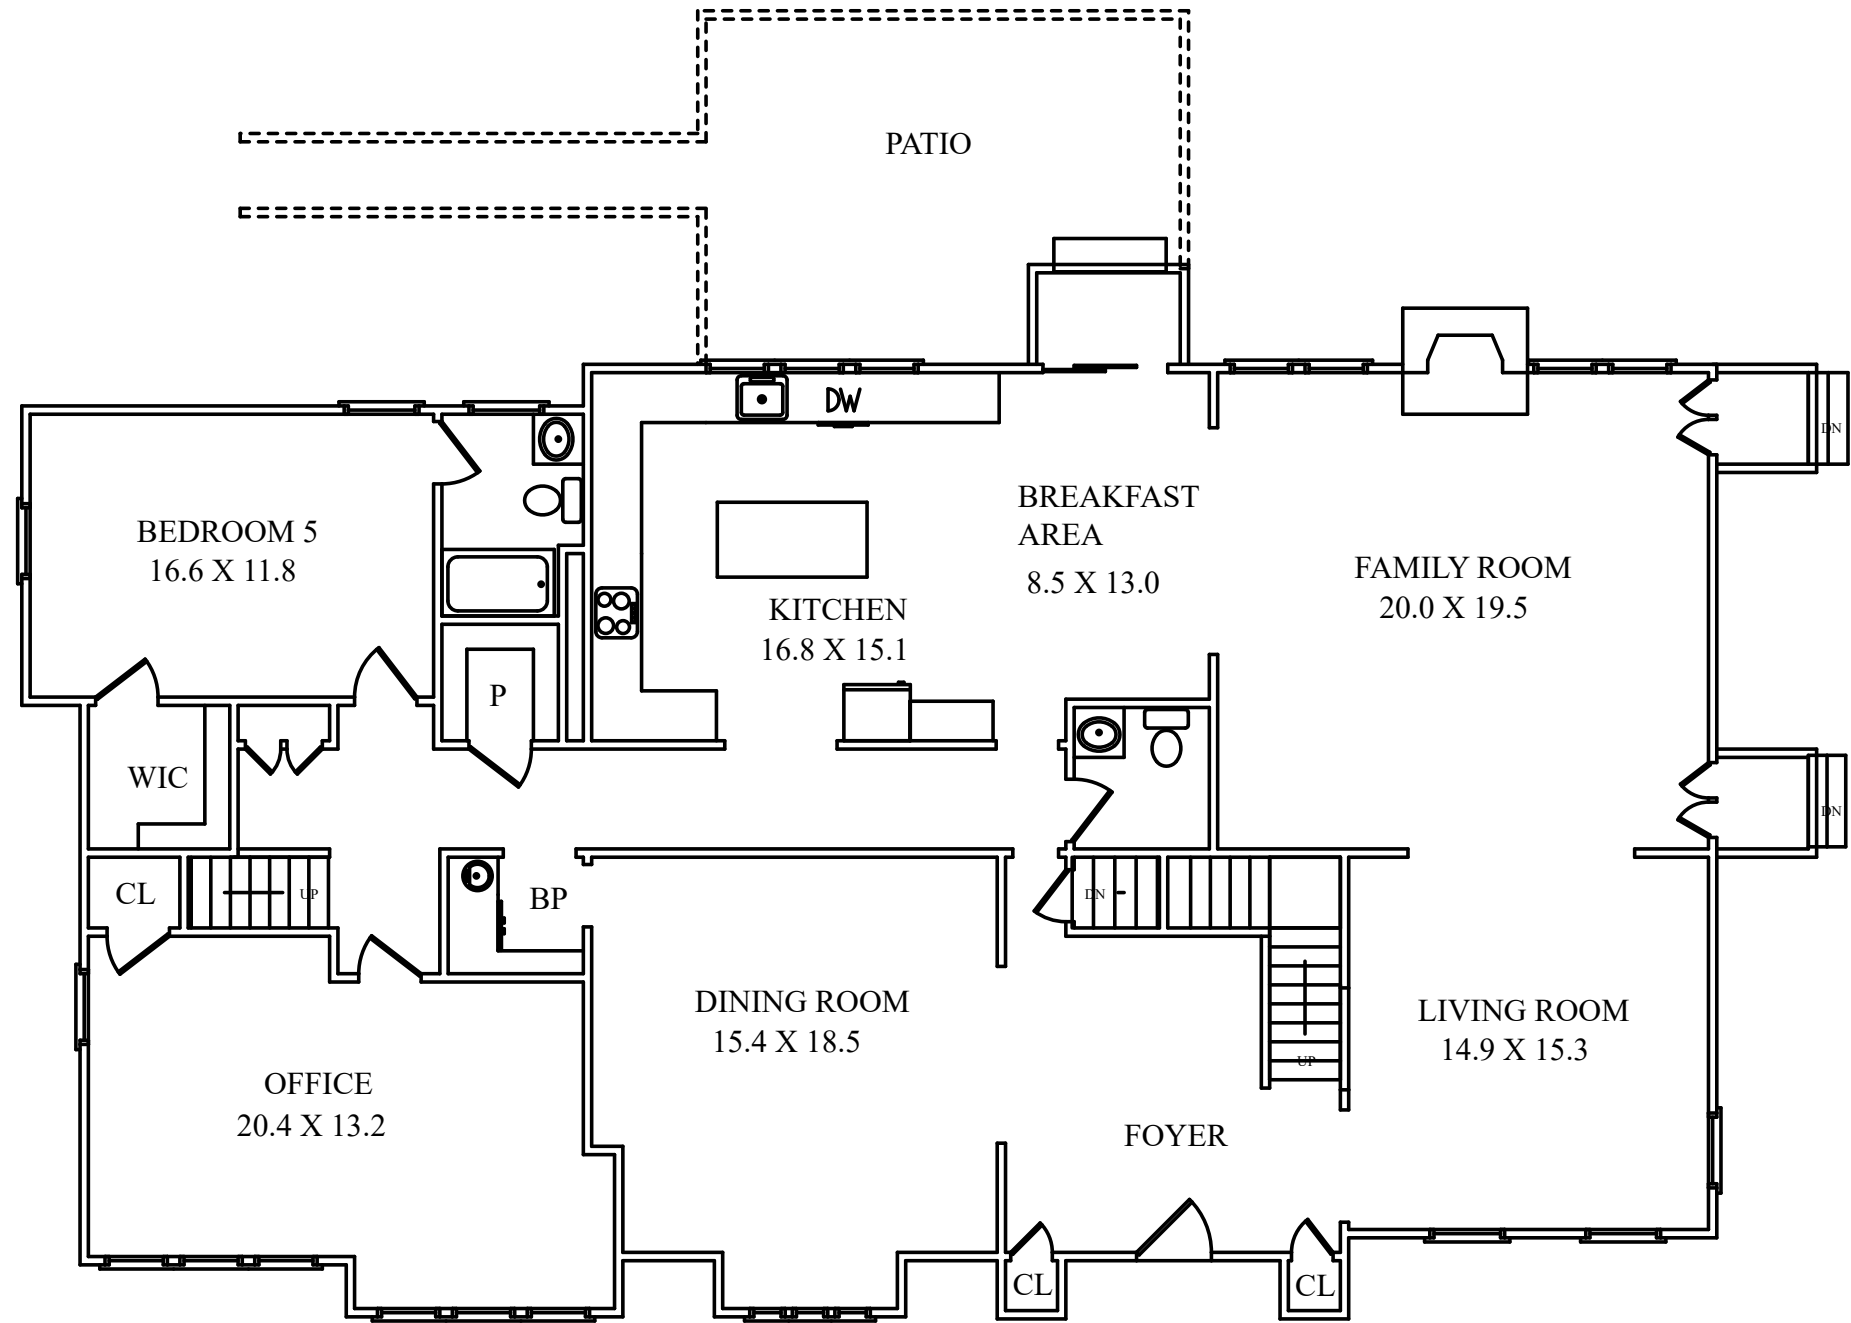 PATIO
DW
DN
BREAKFAST
AREA
8.5 X 13.0
BEDROOM 5
16.6 X 11.8
FAMILY ROOM
20.0 X 19.5
KITCHEN
16.8 X 15.1
P
WIC
DN
CL
UP
BP
DN
DINING ROOM
15.4 X 18.5
LIVING ROOM
14.9 X 15.3
UP
OFFICE
20.4 X 13.2
FOYER
CL
CL